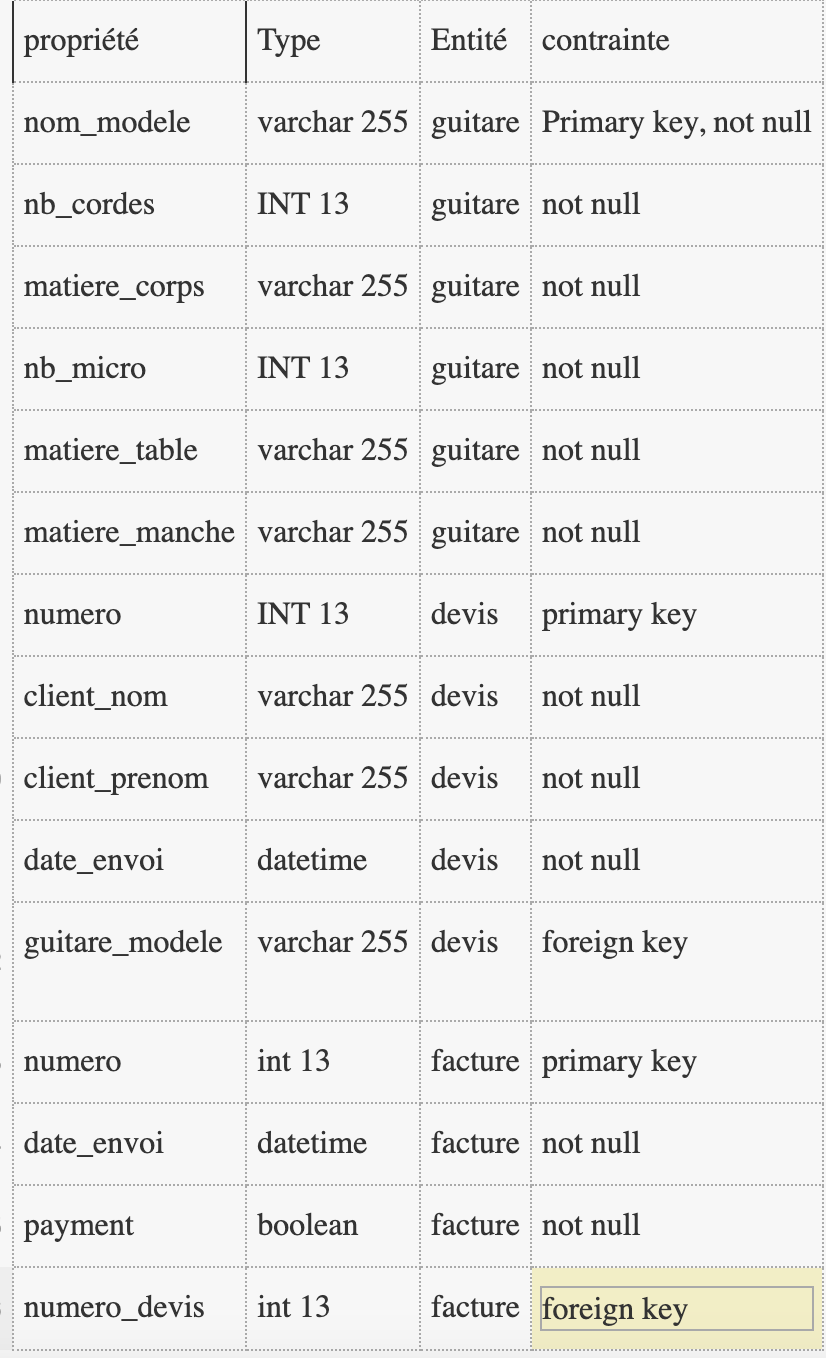 propriété Type Entité contrainte
nom_modele varchar 255 guitare Primary key, not null
nb_cordes INT 13 guitare not null
matiere_corps varchar 255 guitare not null
nb_micro INT 13 guitare not null
matiere_table varchar 255 guitare not null
matiere_manche varchar 255 guitare not null
numero INT 13 devis primary key
client_nom varchar 255 devis not null
client_prenom varchar 255 devis not null
date_envoi datetime devis not null
guitare_modele varchar 255 devis foreign key
numero int 13 facture primary key
date_envoi datetime facture not null
payment boolean facture not null
numero_devis int 13 facture foreign key